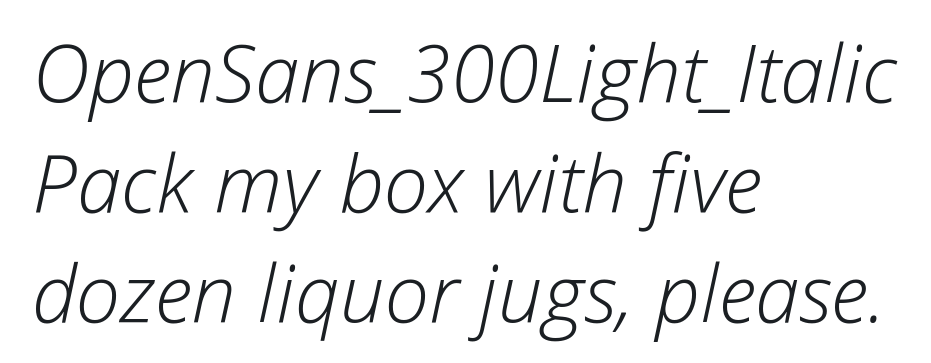 OpenSans_300Light_Italic
Pack my box with five
dozen liquor jugs, please.